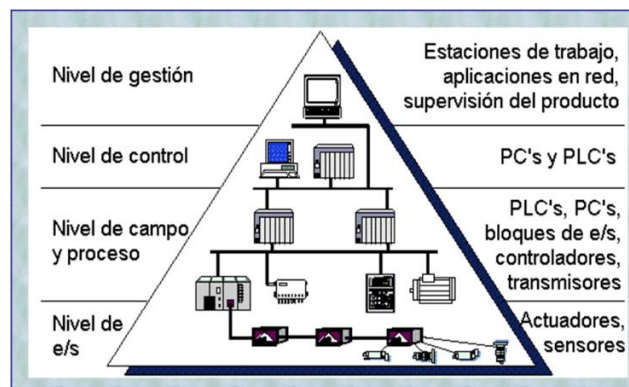 Nivel de gestión
Estaciones de trabajo,
aplicaciones en red,
supervisión del producto
Nivel de control
PC's y PLC's
Nivel de campo
y proceso
PLC's, PC's,
bloques de e/s,
controladores,
transmisores
Nivel de
e/s
Actuadores,
sensores